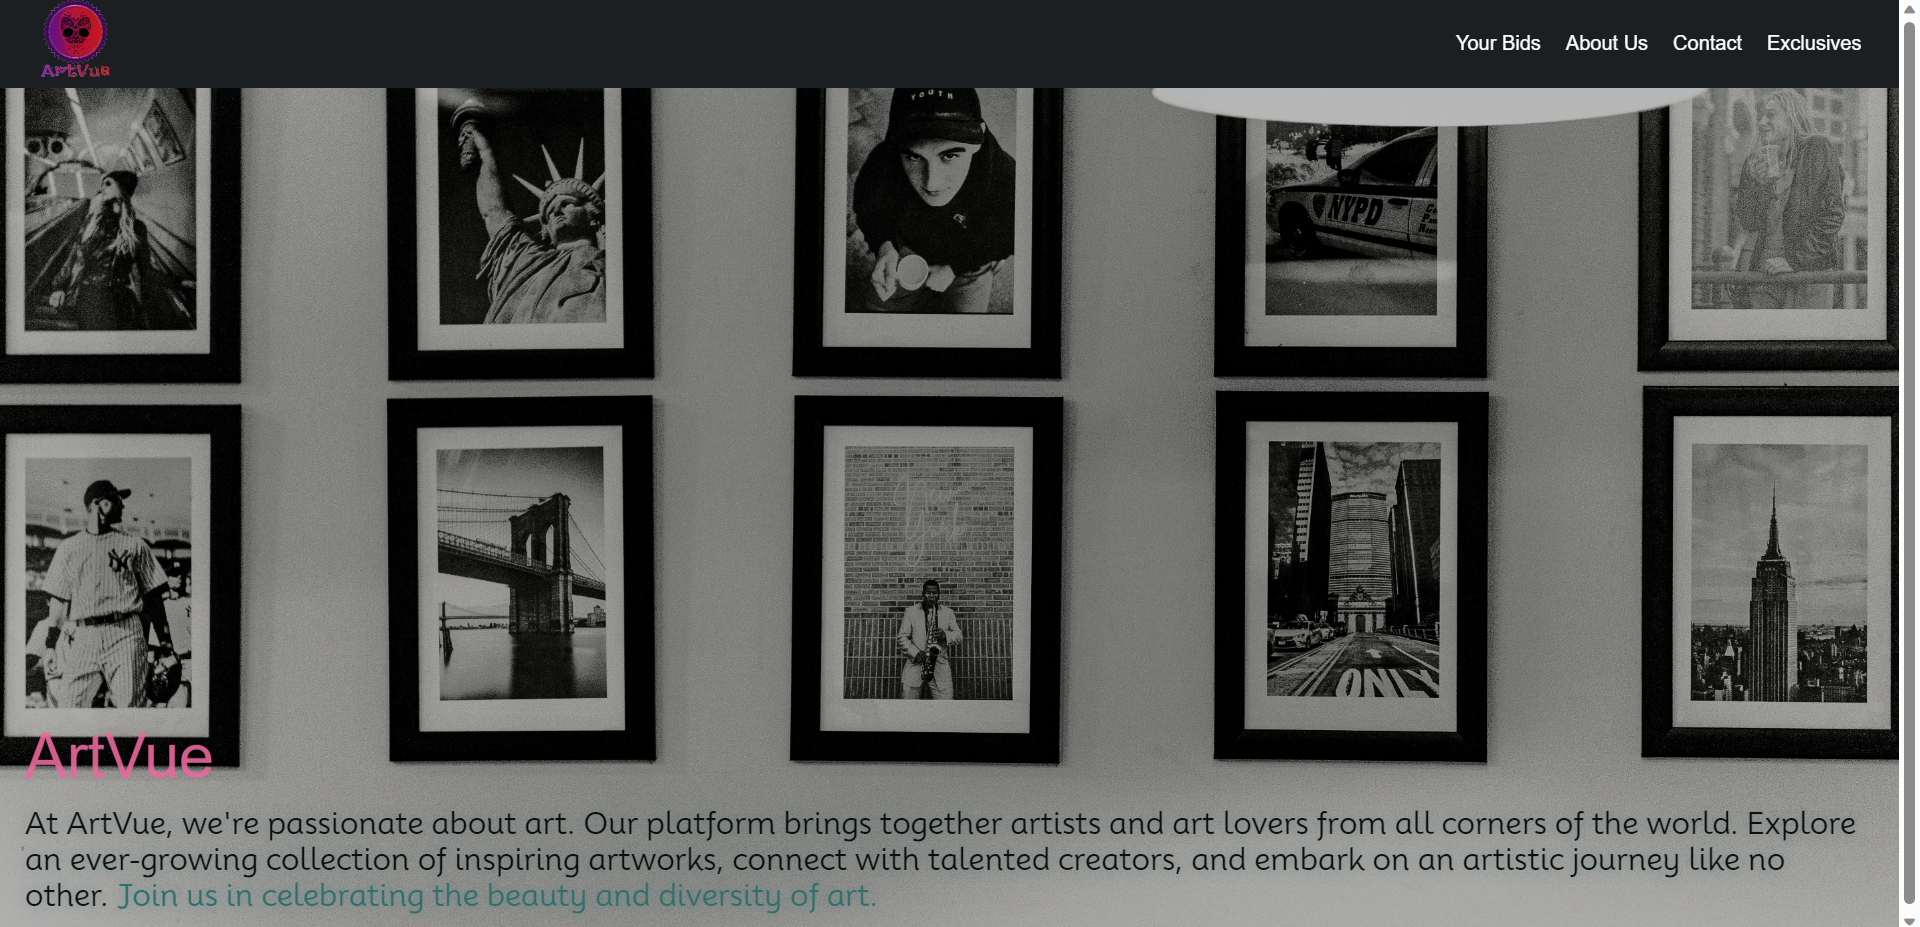 ArtVue
Your Bids About Us Contact Exclusives
YOUTH
NYPD
New York
ONLY
ArtVue
At ArtVue, we're passionate about art. Our platform brings together artists and art lovers from all corners of the world. Explore
an ever-growing collection of inspiring artworks, connect with talented creators, and embark on an artistic journey like no
other. Join us in celebrating the beauty and diversity of art.